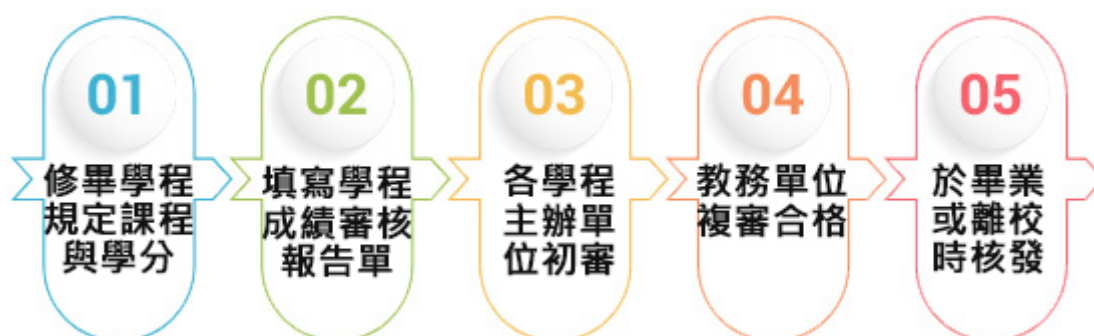 01
修畢學程
規定課程
與學分
02
填寫學程
成績審核
報告單
03
各學程
主辦單
位初審
04
教務單位
複審合格
05
於畢業
或離校
時核發